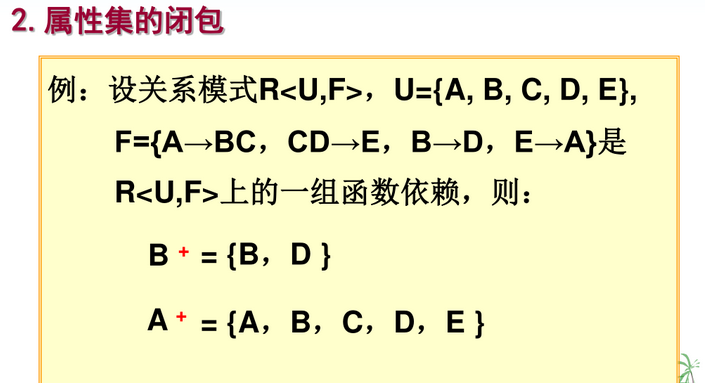 2. 属性集的闭包
例：设关系模式R<U,F>，U={A, B, C, D, E},
F={A→BC，CD→E，B→D，E→A}是
R<U,F>上的一组函数依赖，则：
B + = {B，D }
A + = {A，B，C，D，E }